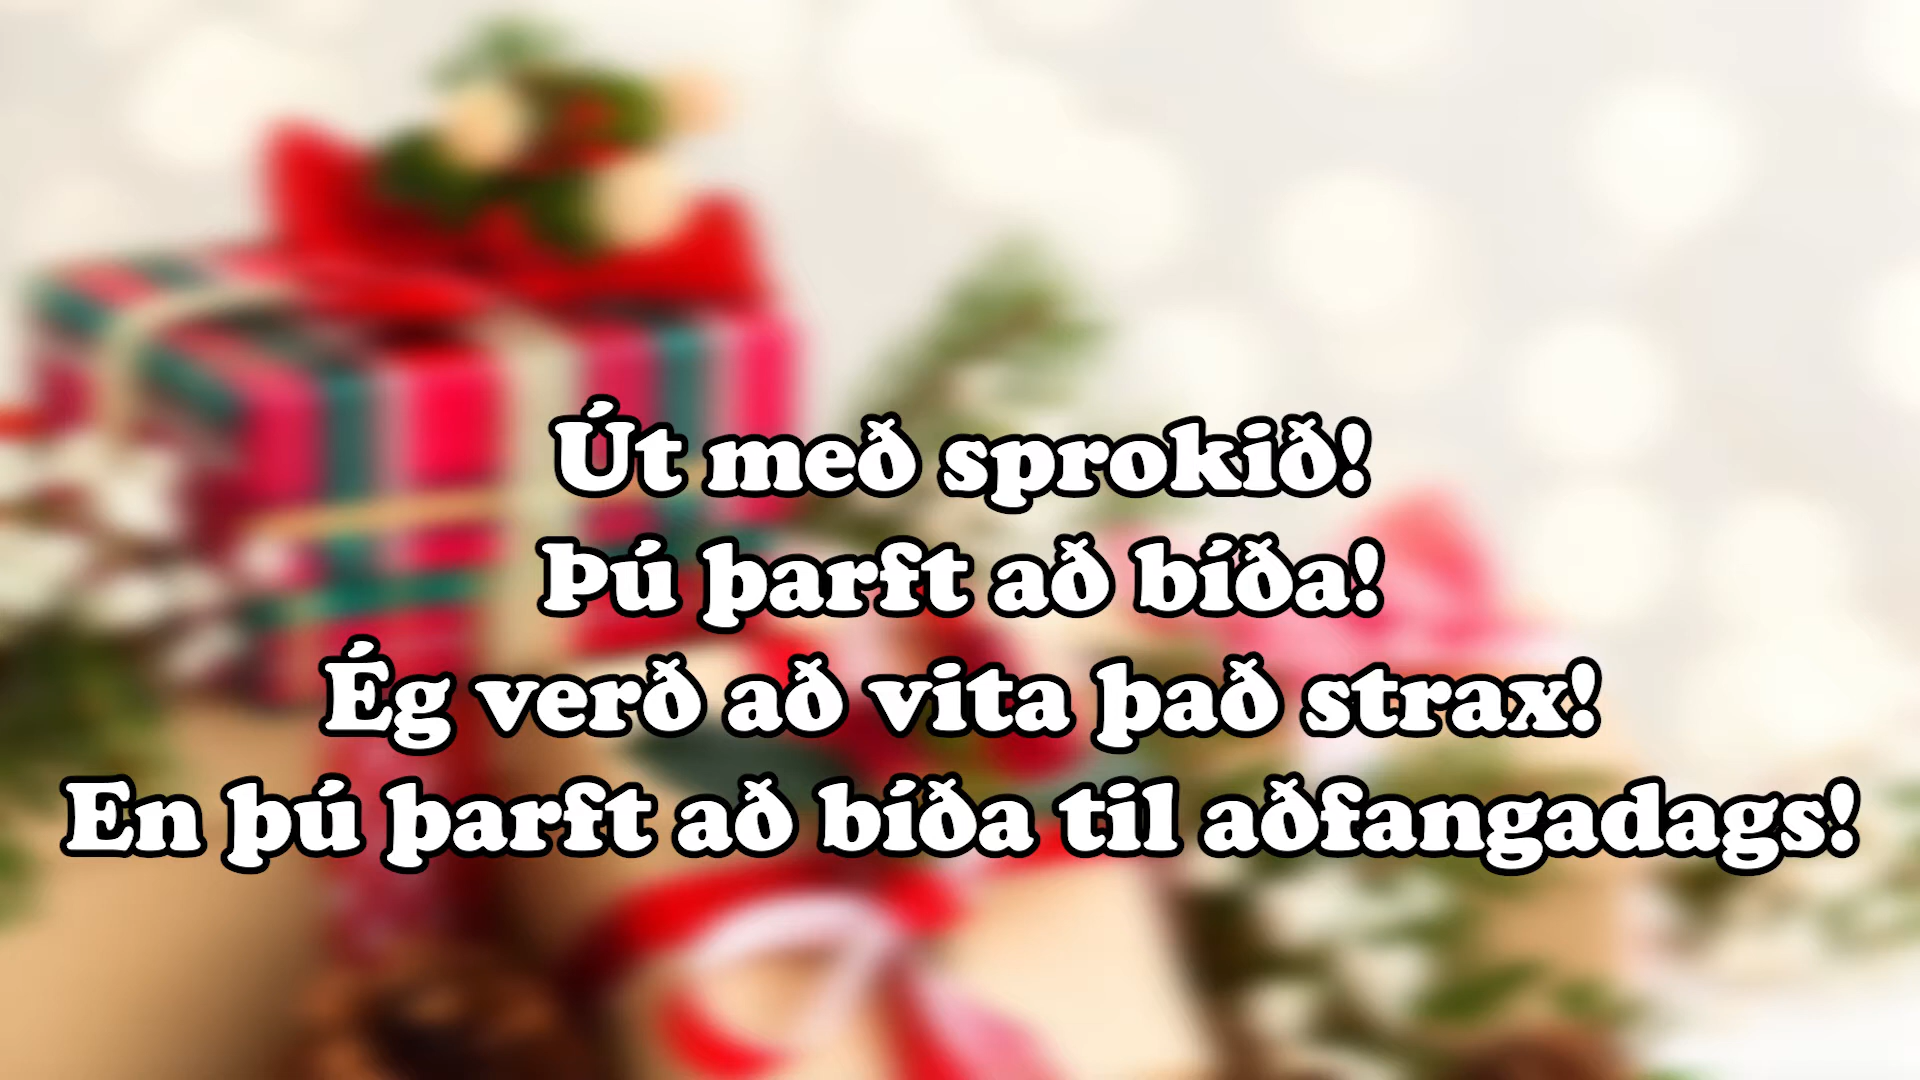 Út með sprokið!
Þú þarft að bíða!
Ég verð að vita það strax!
En þú þarft að bíða til aðfangadags!